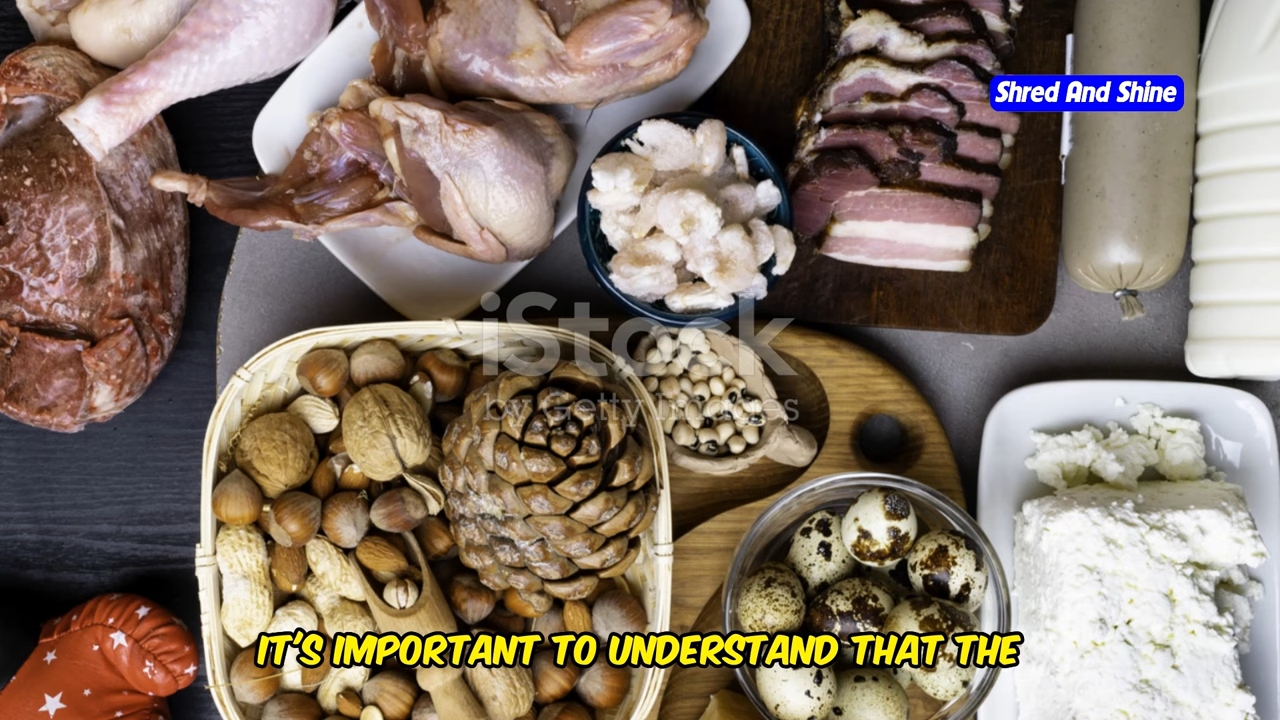 Shred And Shine
iStock
by Getty Images
IT'S IMPORTANT TO UNDERSTAND THAT THE